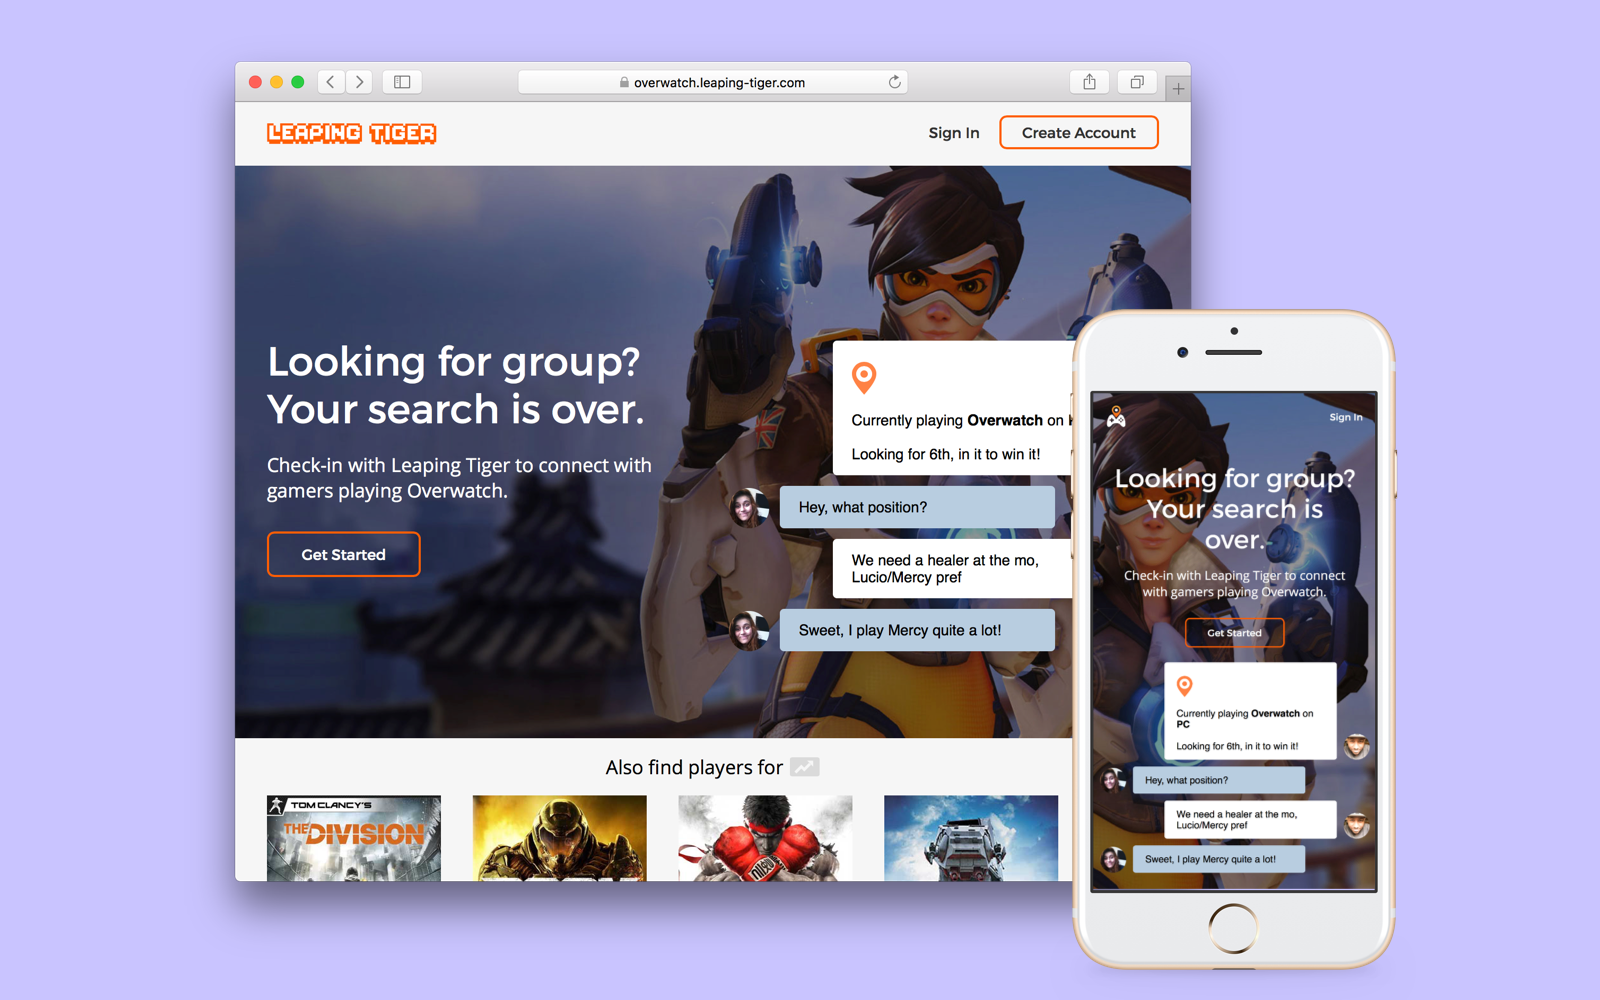 overwatch.leaping-tiger.com
LEAPING TIGER
Sign In
Create Account
Looking for group?
Your search is over.
Check-in with Leaping Tiger to connect with
gamers playing Overwatch.
Get Started
Currently playing Overwatch on
Looking for 6th, in it to win it!
Hey, what position?
We need a healer at the mo,
Lucio/Mercy pref
Sweet, I play Mercy quite a lot!
Also find players for
TOM CLANCY'S
THE DIVISION
Sign In
Looking for group?
Your search is
over.
Check-in with Leaping Tiger to connect
with gamers playing Overwatch.
Get Started
Currently playing Overwatch on
PC
Looking for 6th, in it to win it!
Hey, what position?
We need a healer at the mo,
Lucio/Mercy pref
Sweet, I play Mercy quite a lot!